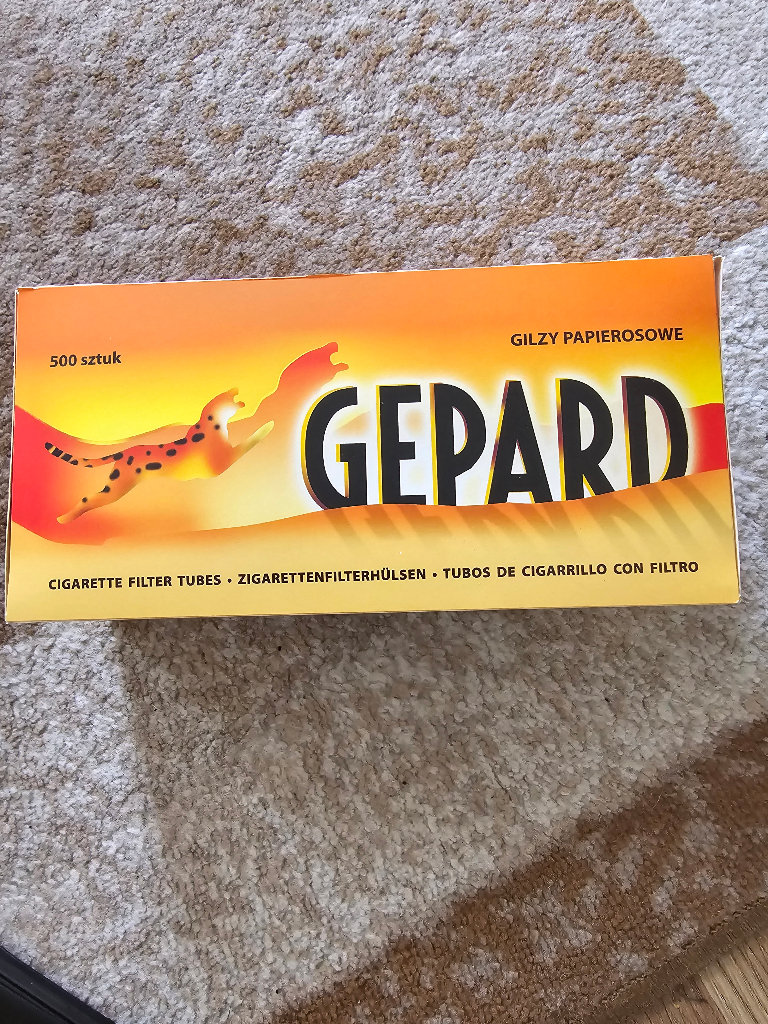 500 sztuk
GILZY PAPIEROSOWE
GEPARD
CIGARETTE FILTER TUBES • ZIGARETTENFILTERHÜLSEN • TUBOS DE CIGARRILLO CON FILTRO